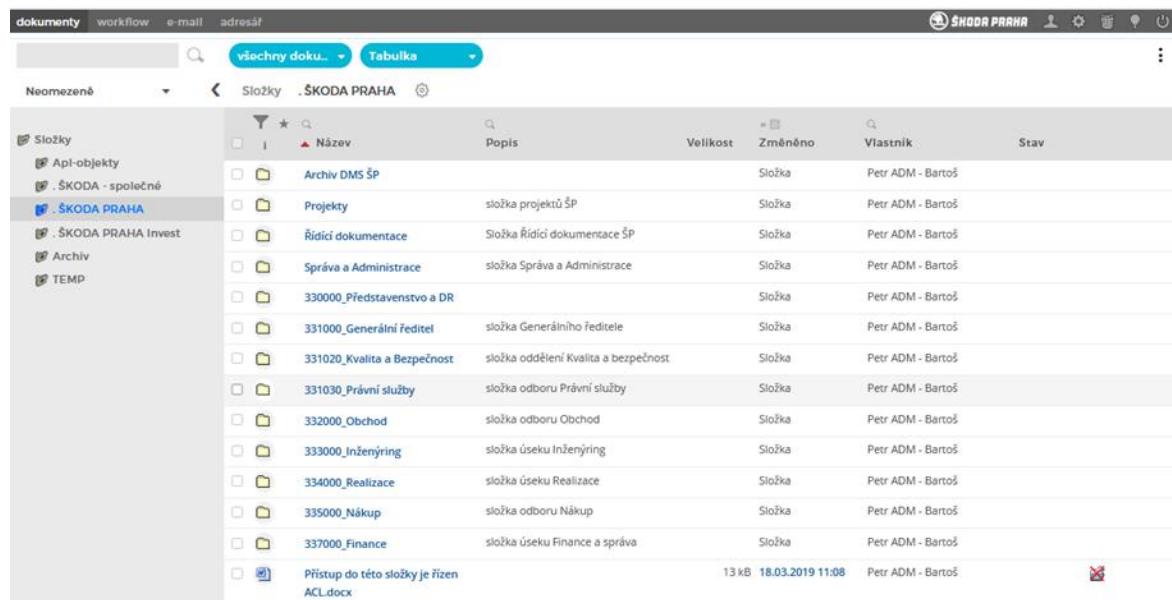 dokumenty workflow e-mail adresář ŠKODA PRAHA
všechny doku... Tabulka
Neomezeně Složky . ŠKODA PRAHA
Složky
Apl-objekty
. ŠKODA - společné
. ŠKODA PRAHA
. ŠKODA PRAHA Invest
Archiv
TEMP
Název Popis Velikost Změněno Vlastník Stav
Archiv DMS ŠP Složka Petr ADM - Bartoš
Projekty složka projektů ŠP Složka Petr ADM - Bartoš
Řídící dokumentace Složka Řídící dokumentace ŠP Složka Petr ADM - Bartoš
Správa a Administrace složka Správa a Administrace Složka Petr ADM - Bartoš
330000_Představenstvo a DR Složka Petr ADM - Bartoš
331000_Generální ředitel složka Generálního ředitele Složka Petr ADM - Bartoš
331020_Kvalita a Bezpečnost složka oddělení Kvalita a bezpečnost Složka Petr ADM - Bartoš
331030_Právní služby složka odboru Právní služby Složka Petr ADM - Bartoš
332000_Obchod složka odboru Obchod Složka Petr ADM - Bartoš
333000_Inženýring složka úseku Inženýring Složka Petr ADM - Bartoš
334000_Realizace složka úseku Realizace Složka Petr ADM - Bartoš
335000_Nákup složka odboru Nákup Složka Petr ADM - Bartoš
337000_Finance složka úseku Finance a správa Složka Petr ADM - Bartoš
Přístup do této složky je řízen 13 kB 18.03.2019 11:08 Petr ADM - Bartoš
ACL.docx